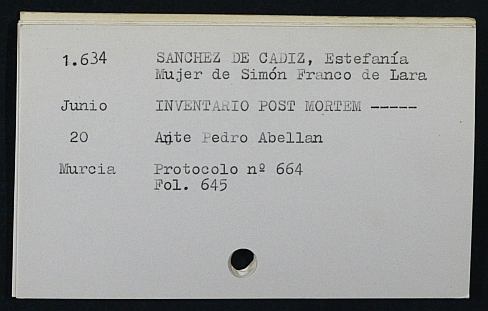 1.634 SANCHEZ DE CADIZ, Estefanía
Mujer de Simón Franco de Lara
Junio INVENTARIO POST MORTEM -----
20 Ante Pedro Abellan
Murcia Protocolo nº 664
Fol. 645